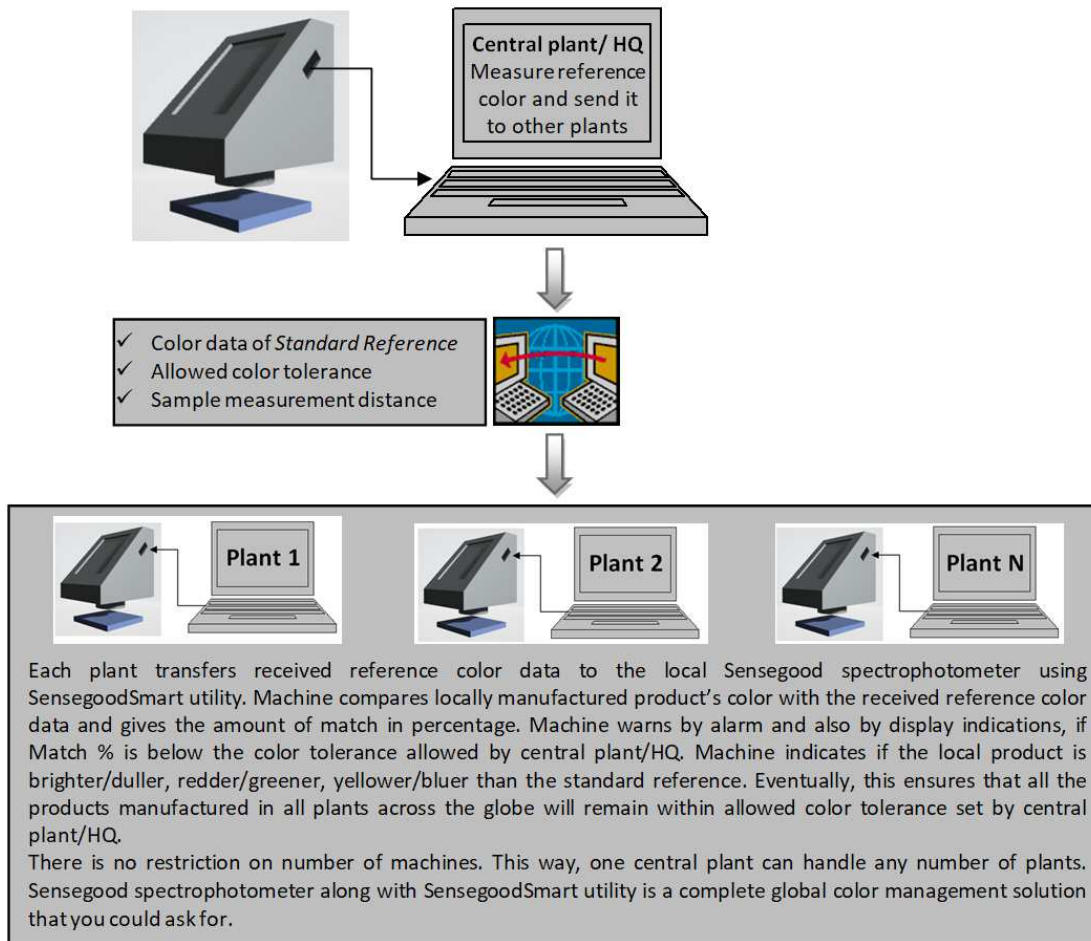 Central plant/ HQ
Measure reference
color and send it
to other plants
✓ Color data of Standard Reference
✓ Allowed color tolerance
✓ Sample measurement distance
Plant 1
Plant 2
Plant N
Each plant transfers received reference color data to the local Sensegood spectrophotometer using
SensegoodSmart utility. Machine compares locally manufactured product’s color with the received reference color
data and gives the amount of match in percentage. Machine warns by alarm and also by display indications, if
Match % is below the color tolerance allowed by central plant/HQ. Machine indicates if the local product is
brighter/duller, redder/greener, yellower/bluer than the standard reference. Eventually, this ensures that all the
products manufactured in all plants across the globe will remain within allowed color tolerance set by central
plant/HQ.
There is no restriction on number of machines. This way, one central plant can handle any number of plants.
Sensegood spectrophotometer along with SensegoodSmart utility is a complete global color management solution
that you could ask for.